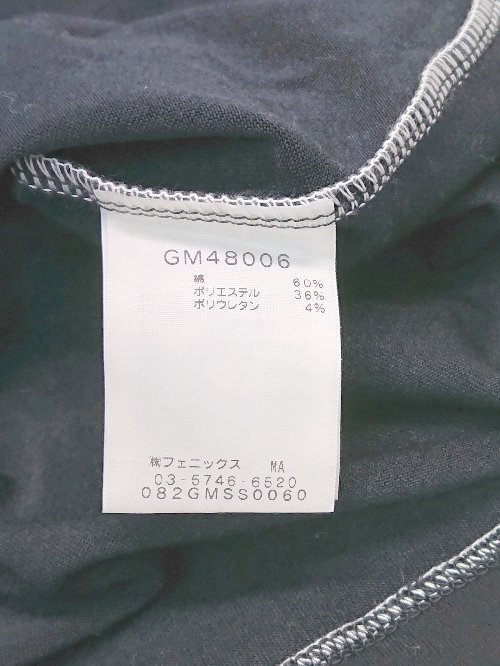 GM48006
綿 60%
ポリエステル 36%
ポリウレタン 4%
㈱フェニックス MA
03-5746-6520
082GMSS0060